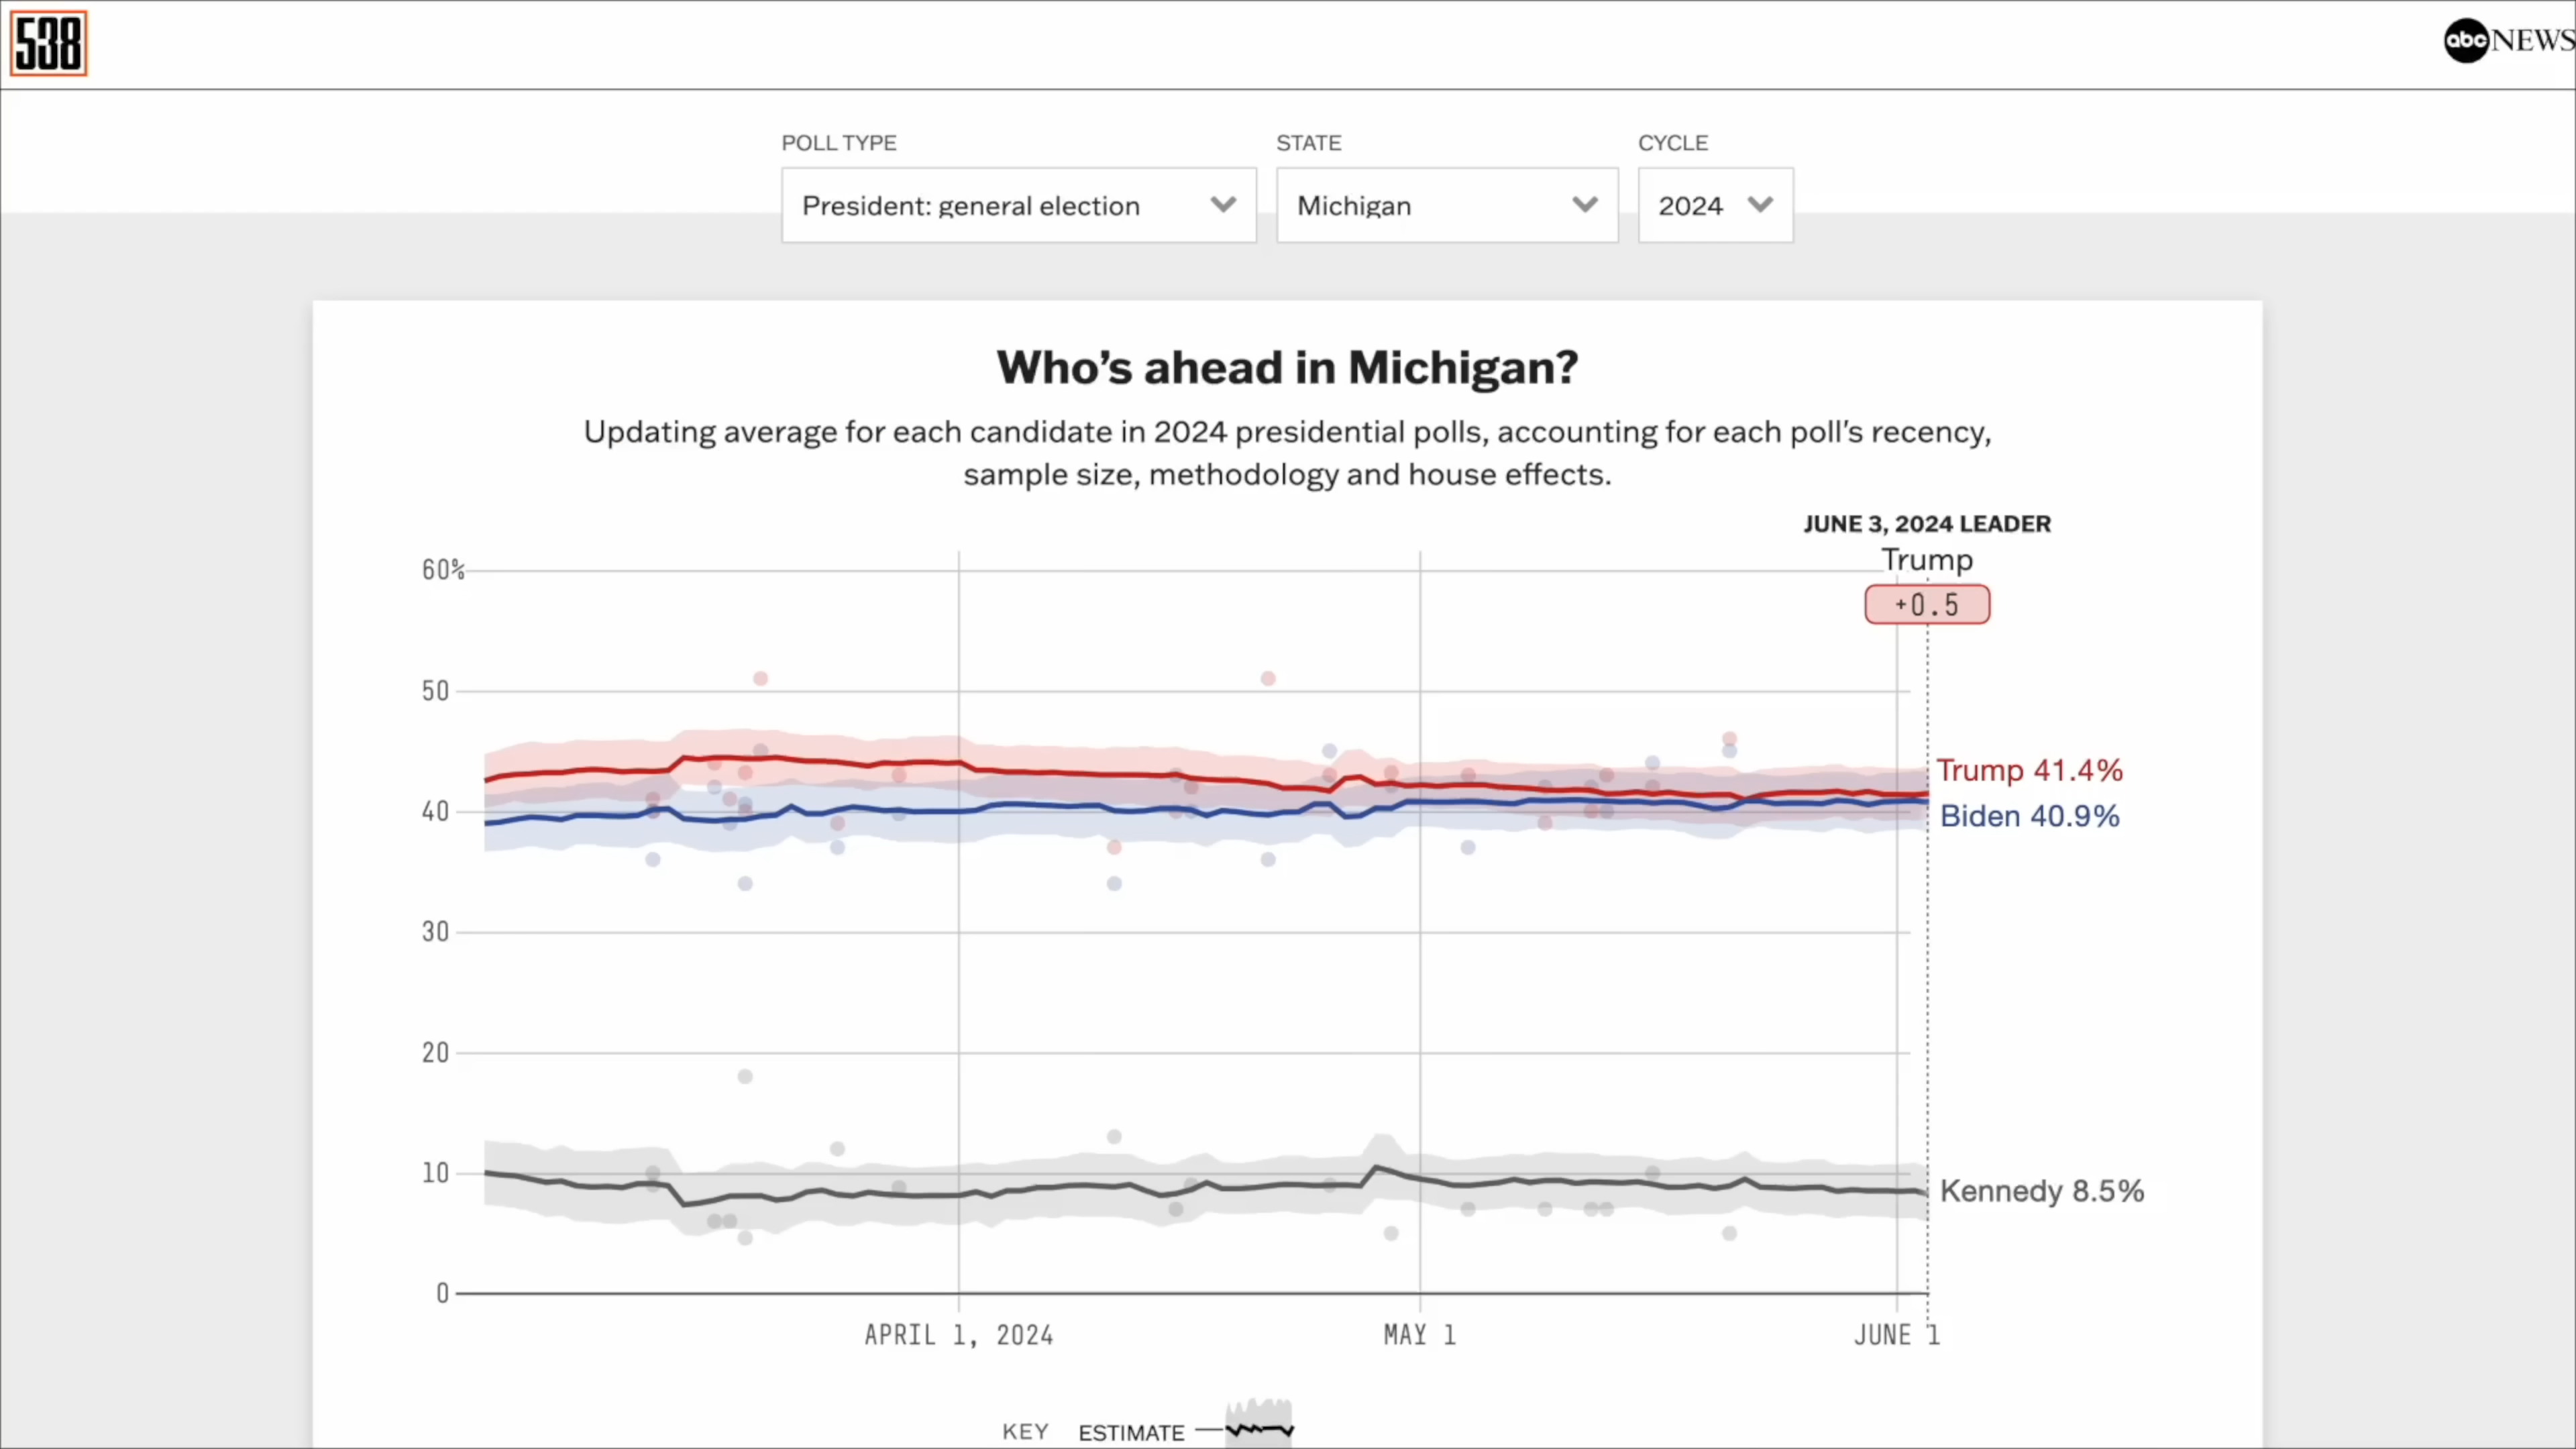 538
abc NEWS
POLL TYPE
STATE
CYCLE
President: general election
Michigan
2024
Who’s ahead in Michigan?
Updating average for each candidate in 2024 presidential polls, accounting for each poll’s recency,
sample size, methodology and house effects.
JUNE 3, 2024 LEADER
Trump
+0.5
60%
50
40
30
20
10
0
Trump 41.4%
Biden 40.9%
Kennedy 8.5%
APRIL 1, 2024
MAY 1
JUNE 1
KEY
ESTIMATE